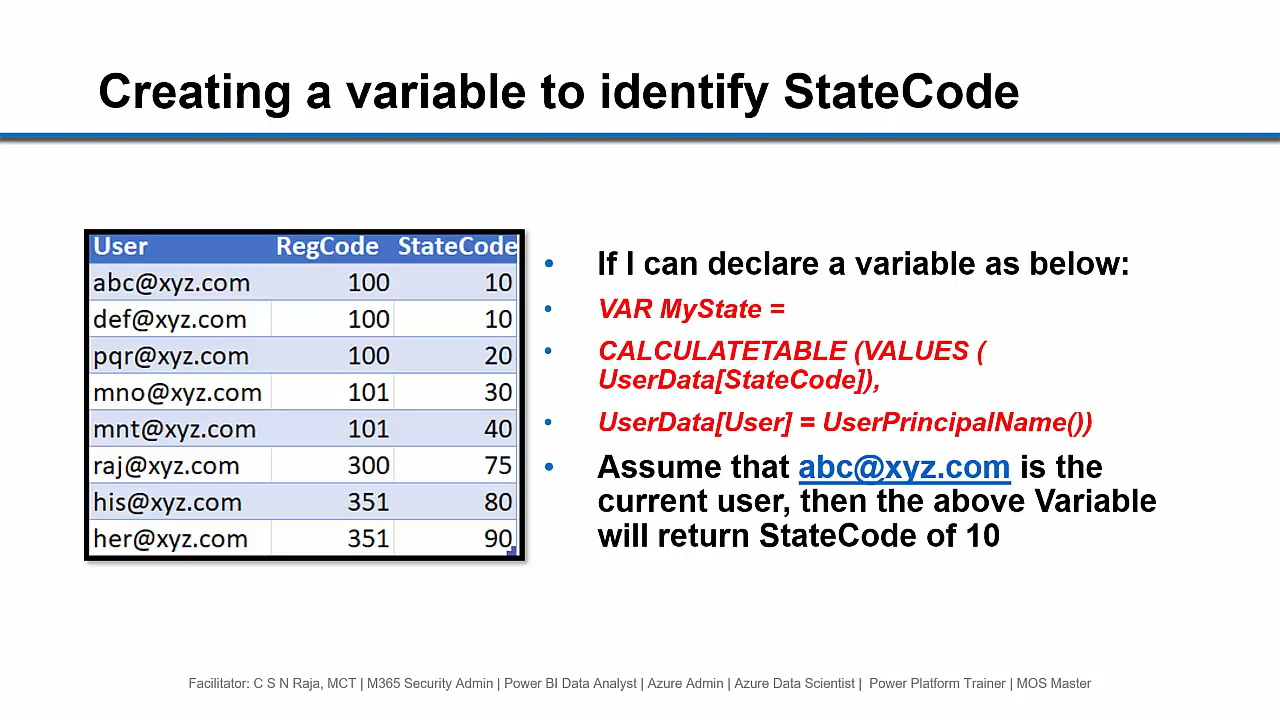 Creating a variable to identify StateCode
User RegCode StateCode
abc@xyz.com 100 10
def@xyz.com 100 10
pqr@xyz.com 100 20
mno@xyz.com 101 30
mnt@xyz.com 101 40
raj@xyz.com 300 75
his@xyz.com 351 80
her@xyz.com 351 90
• If I can declare a variable as below:
• VAR MyState =
• CALCULATETABLE (VALUES (
UserData[StateCode]),
• UserData[User] = UserPrincipalName())
• Assume that abc@xyz.com is the
current user, then the above Variable
will return StateCode of 10
Facilitator: C S N Raja, MCT | M365 Security Admin | Power BI Data Analyst | Azure Admin | Azure Data Scientist | Power Platform Trainer | MOS Master